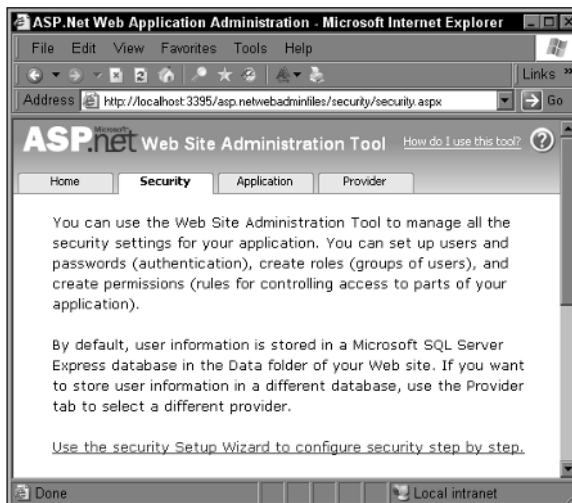 ASP.Net Web Application Administration - Microsoft Internet Explorer
File Edit View Favorites Tools Help
Links »
Address http://localhost:3395/asp.netwebadminfiles/security/security.aspx Go
Microsoft
ASP.net Web Site Administration Tool How do I use this tool? ?
Home Security Application Provider
You can use the Web Site Administration Tool to manage all the
security settings for your application. You can set up users and
passwords (authentication), create roles (groups of users), and
create permissions (rules for controlling access to parts of your
application).
By default, user information is stored in a Microsoft SQL Server
Express database in the Data folder of your Web site. If you want
to store user information in a different database, use the Provider
tab to select a different provider.
Use the security Setup Wizard to configure security step by step.
Done Local intranet